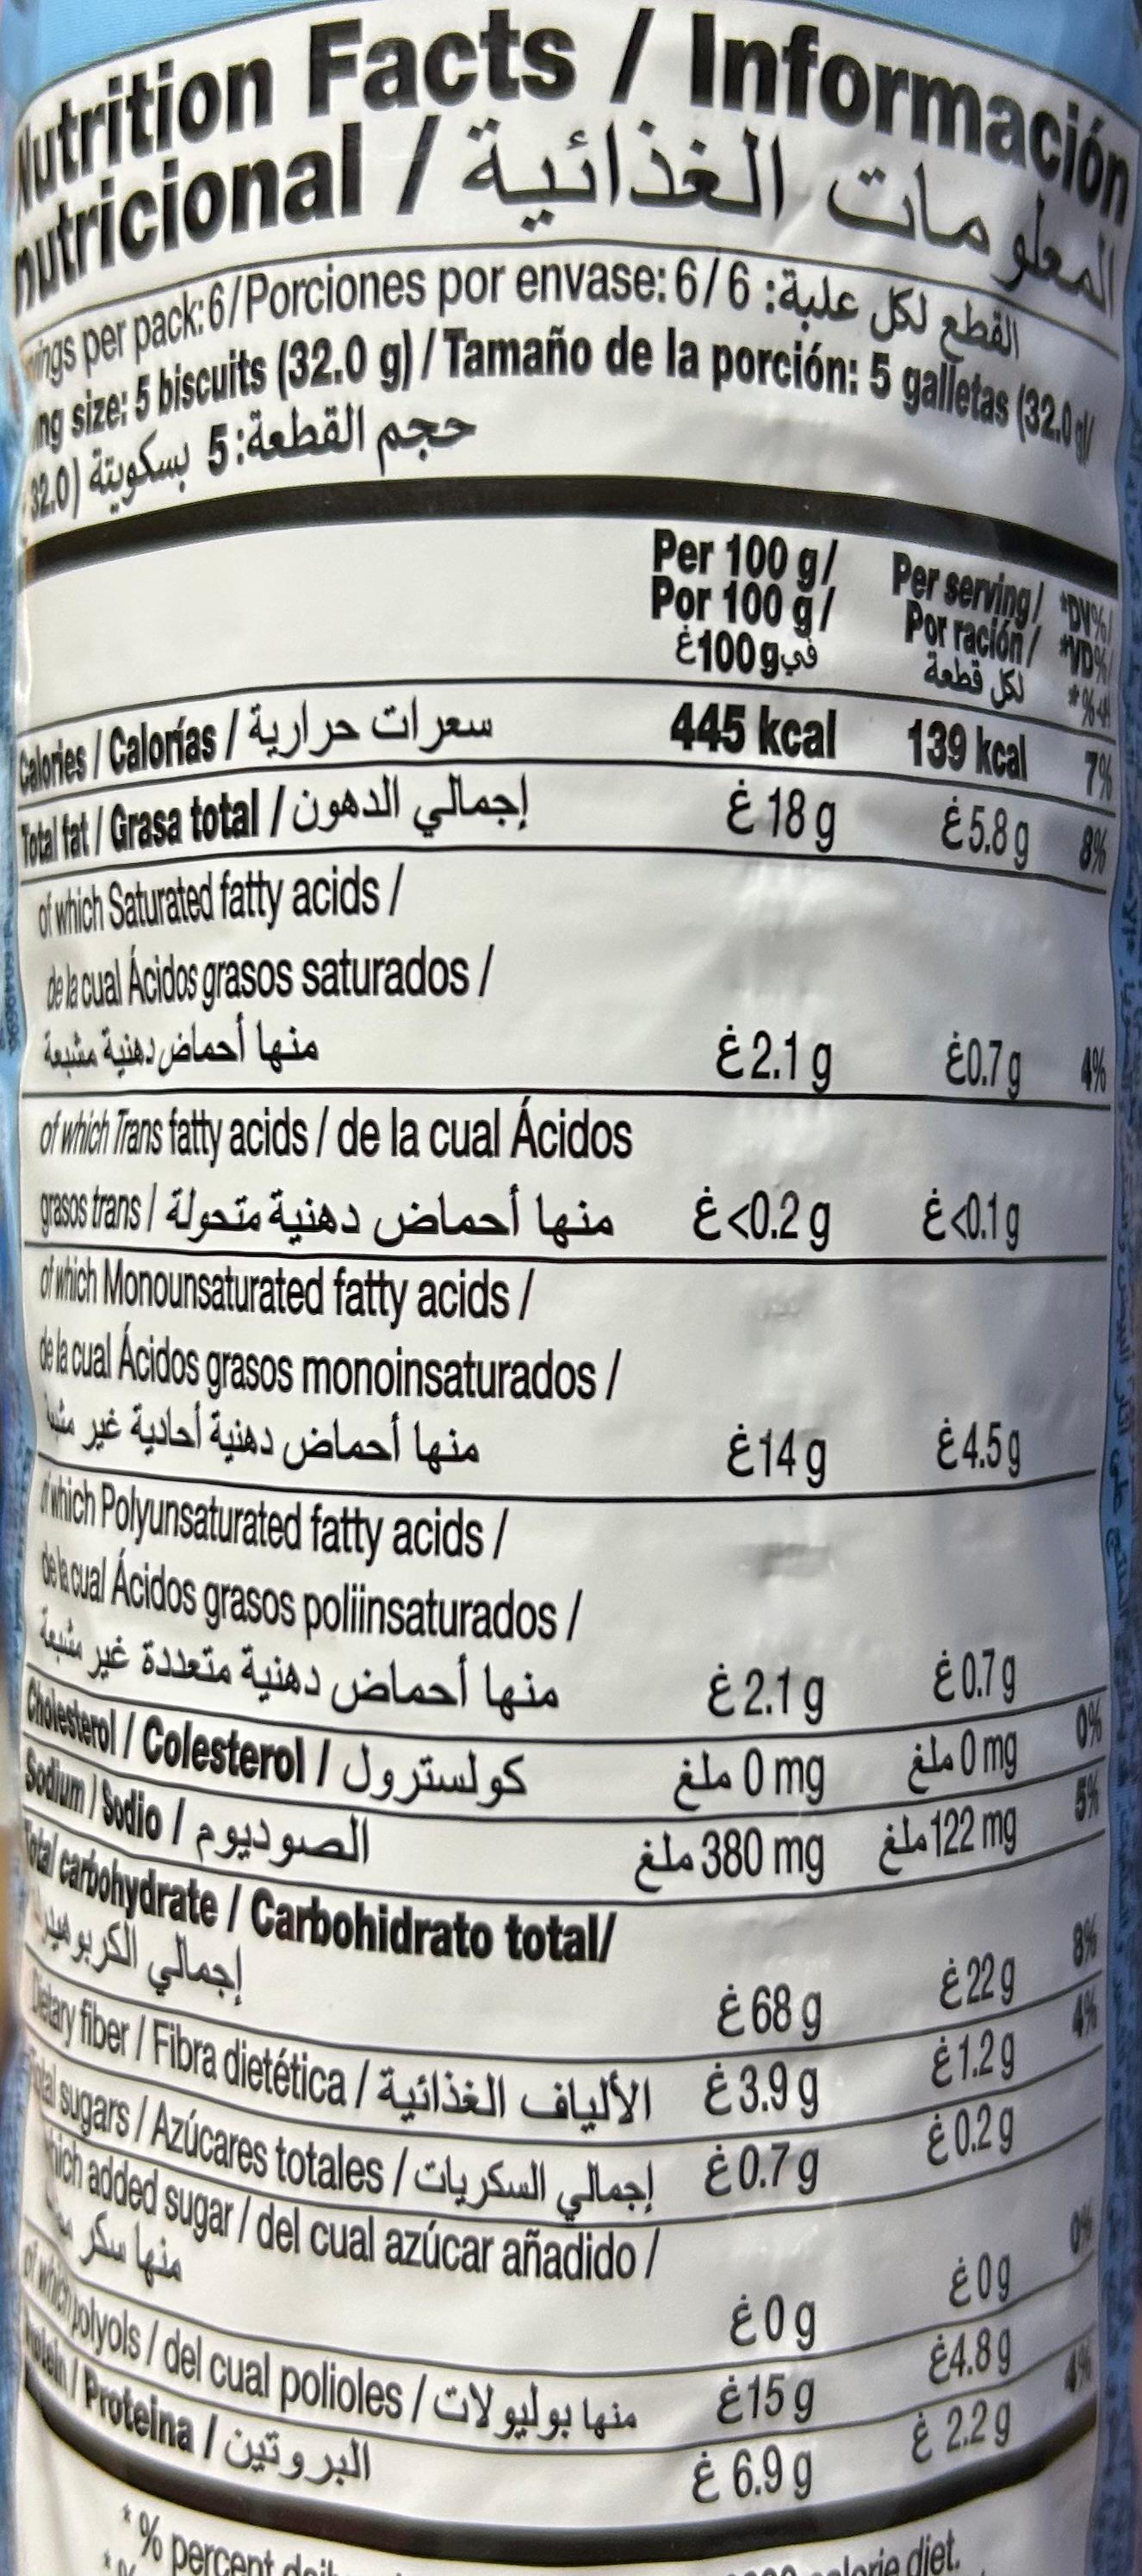 Nutrition Facts / Información
nutricional / المعلومات الغذائية
per pack: 6 / Porciones por envase: 6 / 6 :القطع لكل علبة
size: 5 biscuits (32.0 g) / Tamaño de la porción: 5 galletas (32.0 g/
حجم القطعة: 5 بسكويتة (32.0
Per 100 g/ Per serving/ *DV%/
Por 100 g/ Por ración/ *VD%/
في100gغ لكل قطعة
Calories / Calorías / سعرات حرارية 445 kcal 139 kcal 7%
Total fat / Grasa total / إجمالي الدهون غ 18 g غ 5.8 g 8%
of which Saturated fatty acids /
de la cual Ácidos grasos saturados /
منها أحماض دهنية مشبعة غ 2.1 g غ 0.7 g 4%
of which Trans fatty acids / de la cual Ácidos
grasos trans / منها أحماض دهنية متحولة غ <0.2 g غ <0.1 g
of which Monounsaturated fatty acids /
de la cual Ácidos grasos monoinsaturados /
منها أحماض دهنية أحادية غير غ 14 g غ 4.5 g
of which Polyunsaturated fatty acids /
de la cual Ácidos grasos poliinsaturados /
منها أحماض دهنية متعددة غير مشبعة غ 2.1 g غ 0.7 g
Cholesterol / Colesterol / كولسترول ملغ 0 mg ملغ 0 mg 0%
Sodium / Sodio / الصوديوم ملغ 380 mg ملغ 122 mg 5%
Total carbohydrate / Carbohidrato total/
إجمالي غ 68 g غ 22 g 8%
Dietary fiber / Fibra dietética / الألياف الغذائية غ 3.9 g غ 1.2 g 4%
Total sugars / Azúcares totales / إجمالي السكريات غ 0.7 g غ 0.2 g
which added sugar / del cual azúcar añadido /
منها سكر غ 0 g غ 0 g 0%
of which polyols / del cual polioles / منها بوليولات غ 15 g غ 4.8 g
Protein / Proteina / البروتين غ 6.9 g غ 2.2 g 4%
* % percent calorie diet.